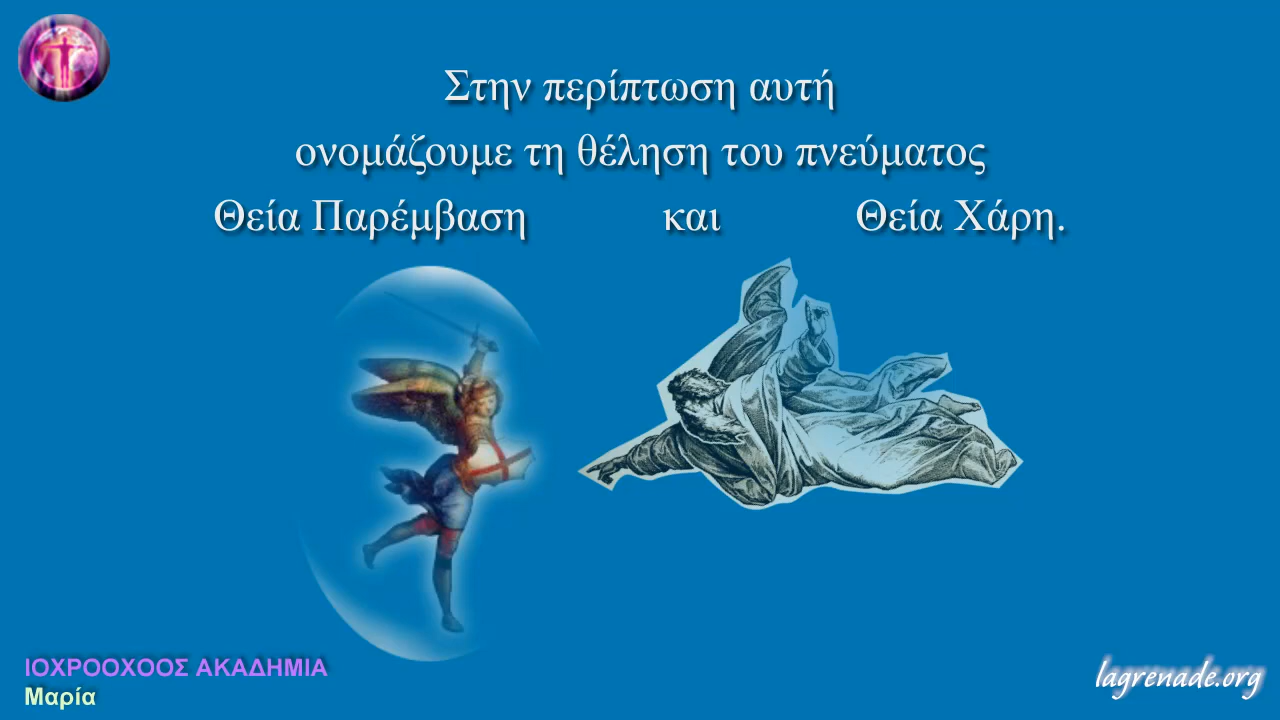 Στην περίπτωση αυτή
ονομάζουμε τη θέληση του πνεύματος
Θεία Παρέμβαση και Θεία Χάρη.
ΙΟΧΡΟΟΧΟΟΣ ΑΚΑΔΗΜΙΑ
Μαρία
lagrenade.org